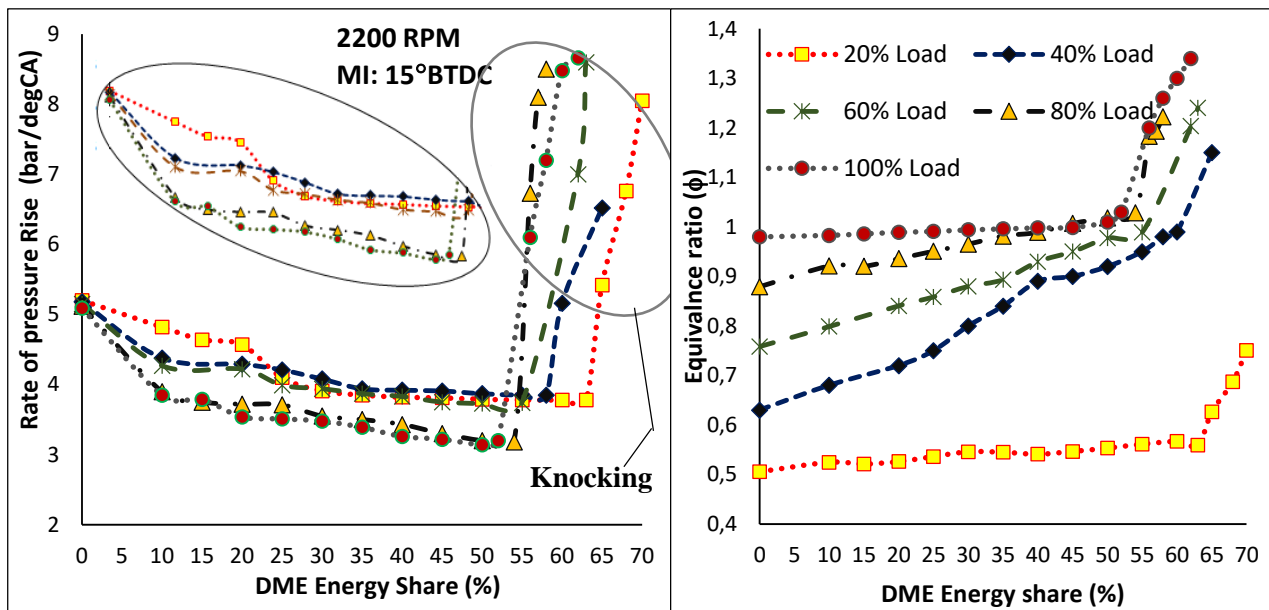 2200 RPM
MI: 15°BTDC
Rate of pressure Rise (bar/degCA)
9
8
7
6
5
4
3
2
Knocking
0 5 10 15 20 25 30 35 40 45 50 55 60 65 70
DME Energy Share (%)
Equivalnce ratio (ϕ)
1,4
1,3
1,2
1,1
1
0,9
0,8
0,7
0,6
0,5
0,4
20% Load 40% Load
60% Load 80% Load
100% Load
0 5 10 15 20 25 30 35 40 45 50 55 60 65 70
DME Energy share (%)